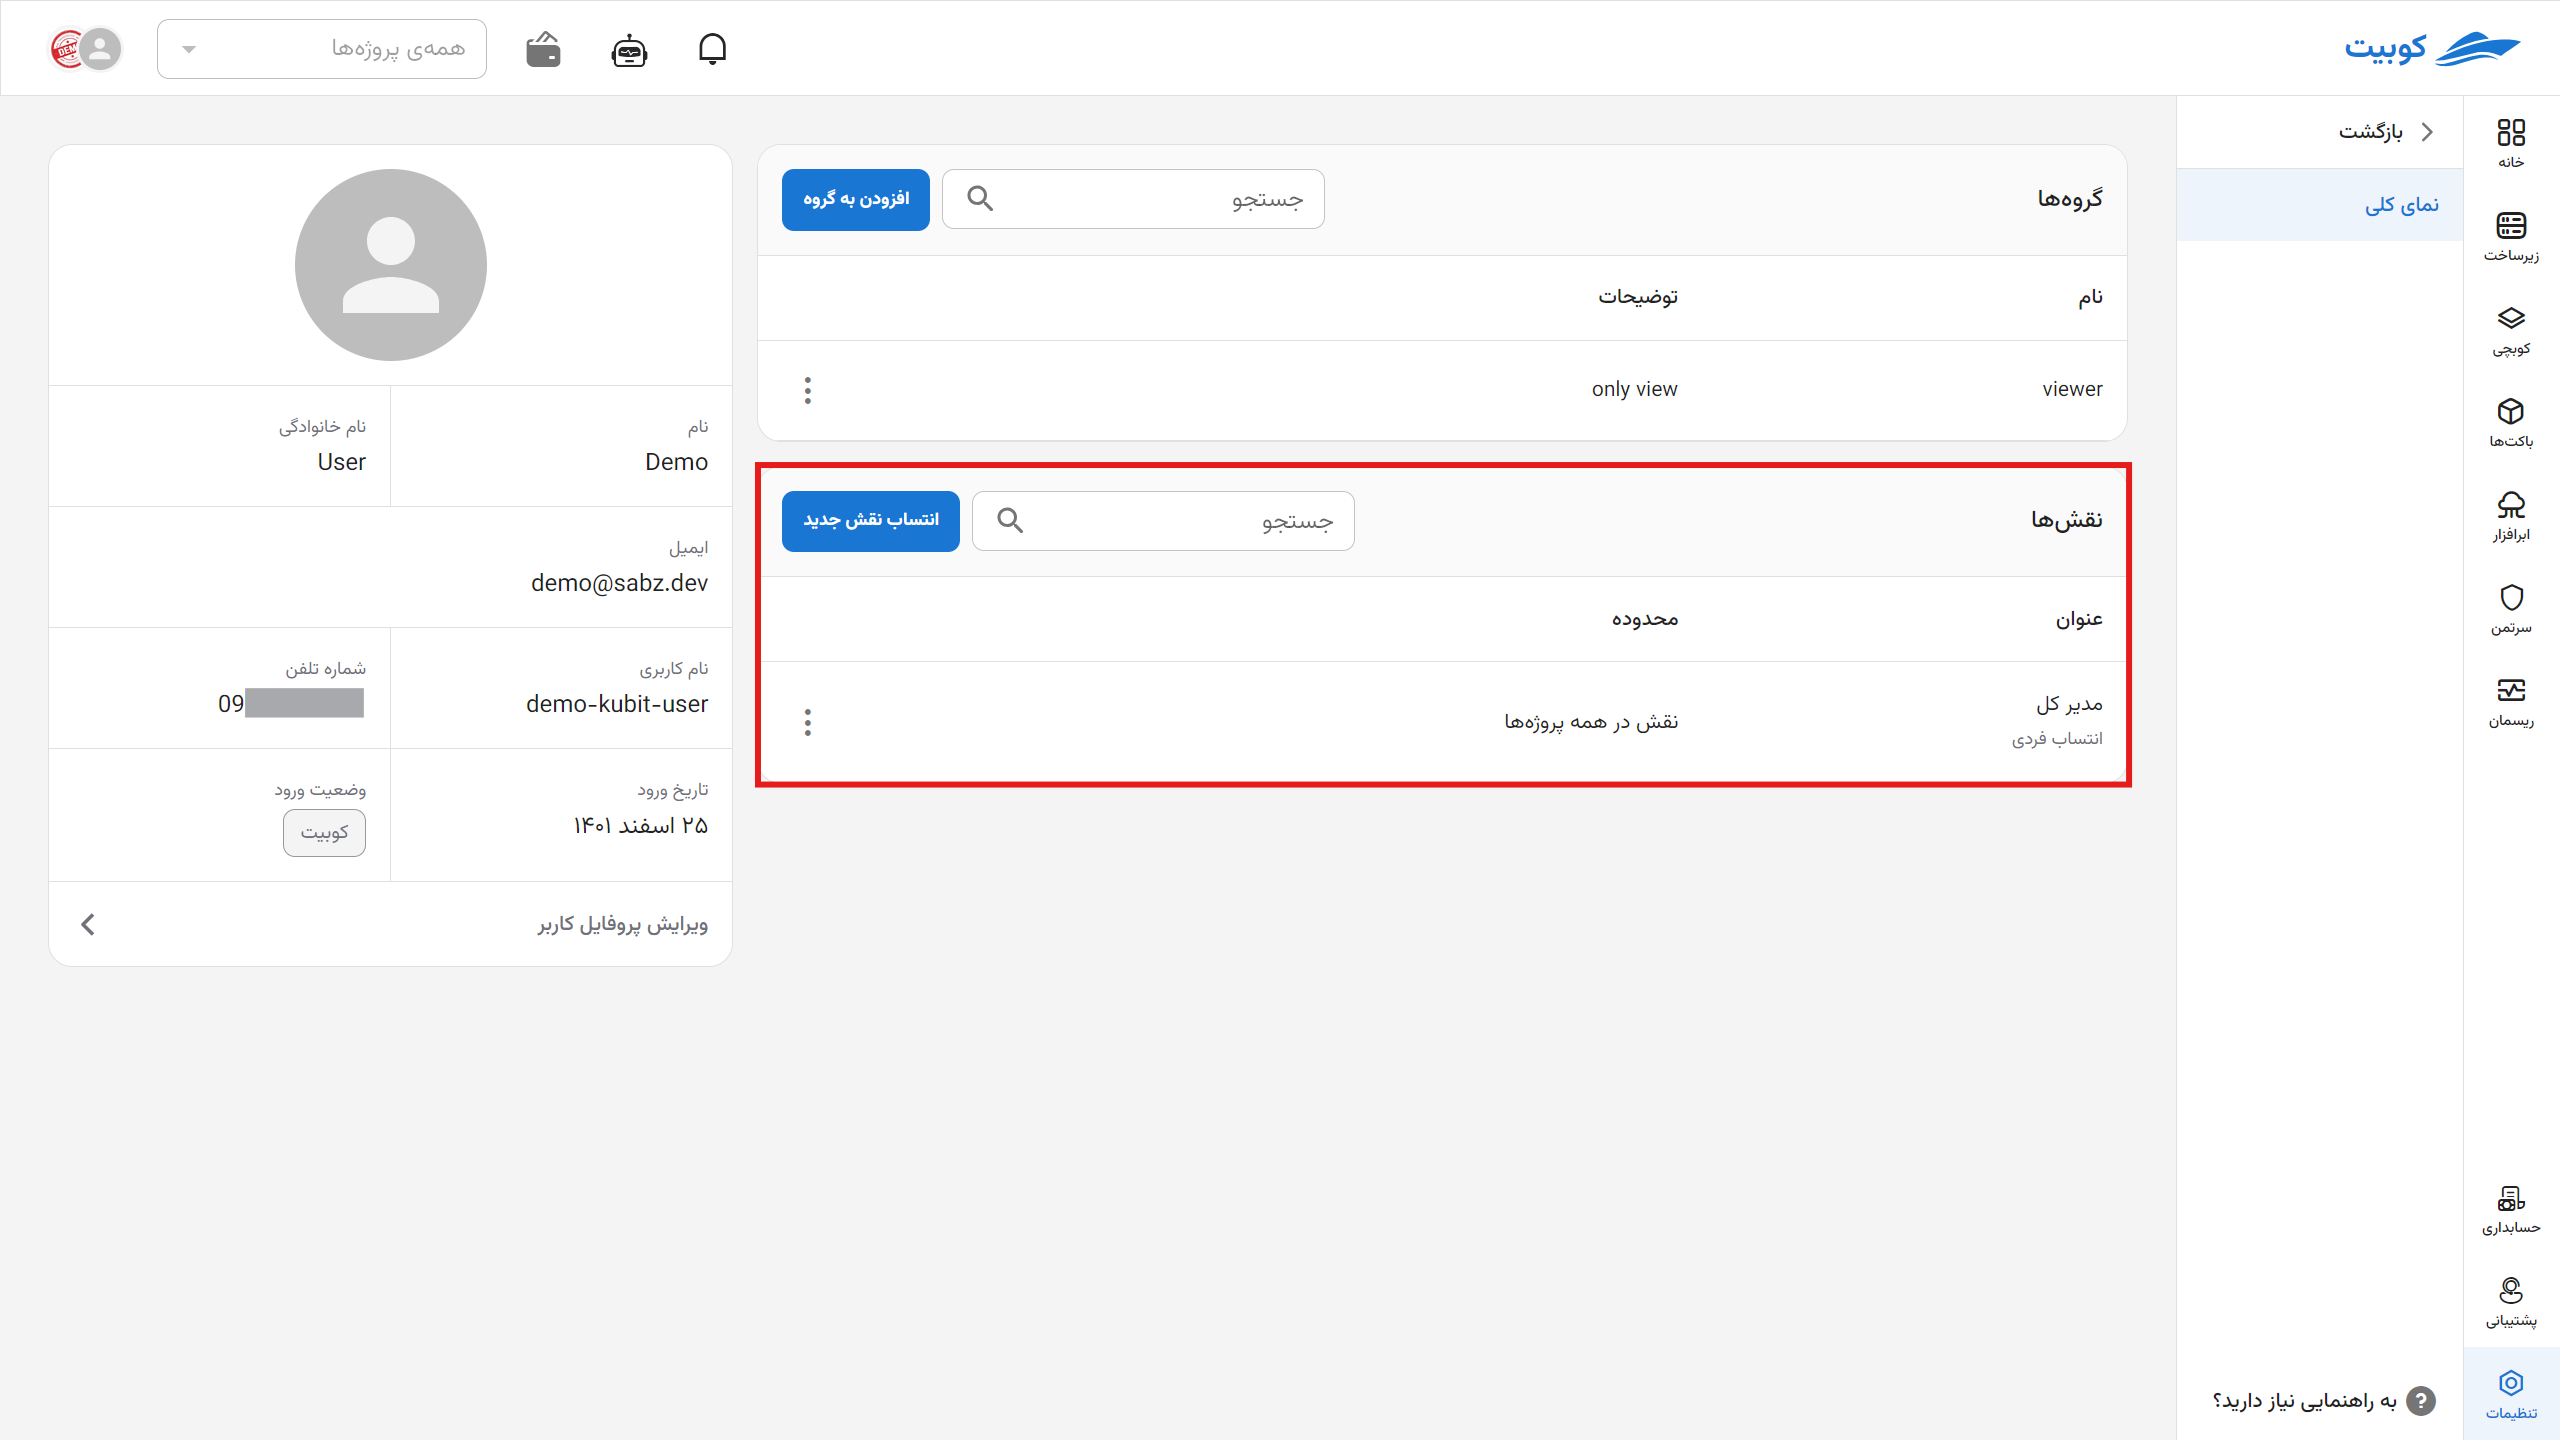 کوبیت
همه‌ی پروژه‌ها
DEMO
خانه
زیرساخت
کوبچی
باکت‌ها
ابرافزار
سرتمن
ریسمان
حسابداری
پشتیبانی
تنظیمات
بازگشت
نمای کلی
به راهنمایی نیاز دارید؟
گروه‌ها
جستجو
افزودن به گروه
نام توضیحات
viewer only view
نقش‌ها
جستجو
انتساب نقش جدید
عنوان محدوده
مدیر کل
انتساب فردی
نقش در همه پروژه‌ها
نام
Demo
نام خانوادگی
User
ایمیل
demo@sabz.dev
نام کاربری
demo-kubit-user
شماره تلفن
09
تاریخ ورود
۲۵ اسفند ۱۴۰۱
وضعیت ورود
کوبیت
ویرایش پروفایل کاربر